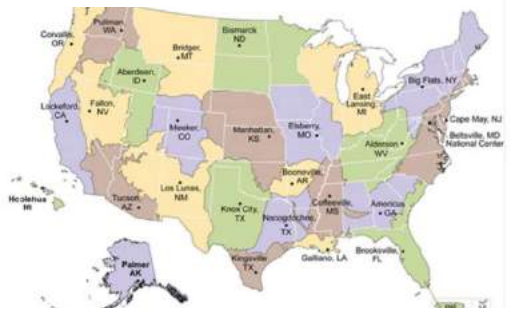 Pullman,
WA
Corvallis,
OR
Bismarck
ND
Bridger,
MT
Aberdeen,
ID
Big Flats, NY
East
Lansing,
MI
Lockeford,
CA
Fallon,
NV
Meeker,
CO
Manhattan,
KS
Elsberry,
MO
Cape May, NJ
Beltsville, MD
National Center
Alderson,
WV
Booneville,
AR
Los Lunas,
NM
Tucson,
AZ
Hoolehua
HI
Knox City,
TX
Nacogdoches,
TX
Coffeeville,
MS
Americus
GA
Palmer
AK
Kingsville
TX
Galliano, LA
Brooksville,
FL